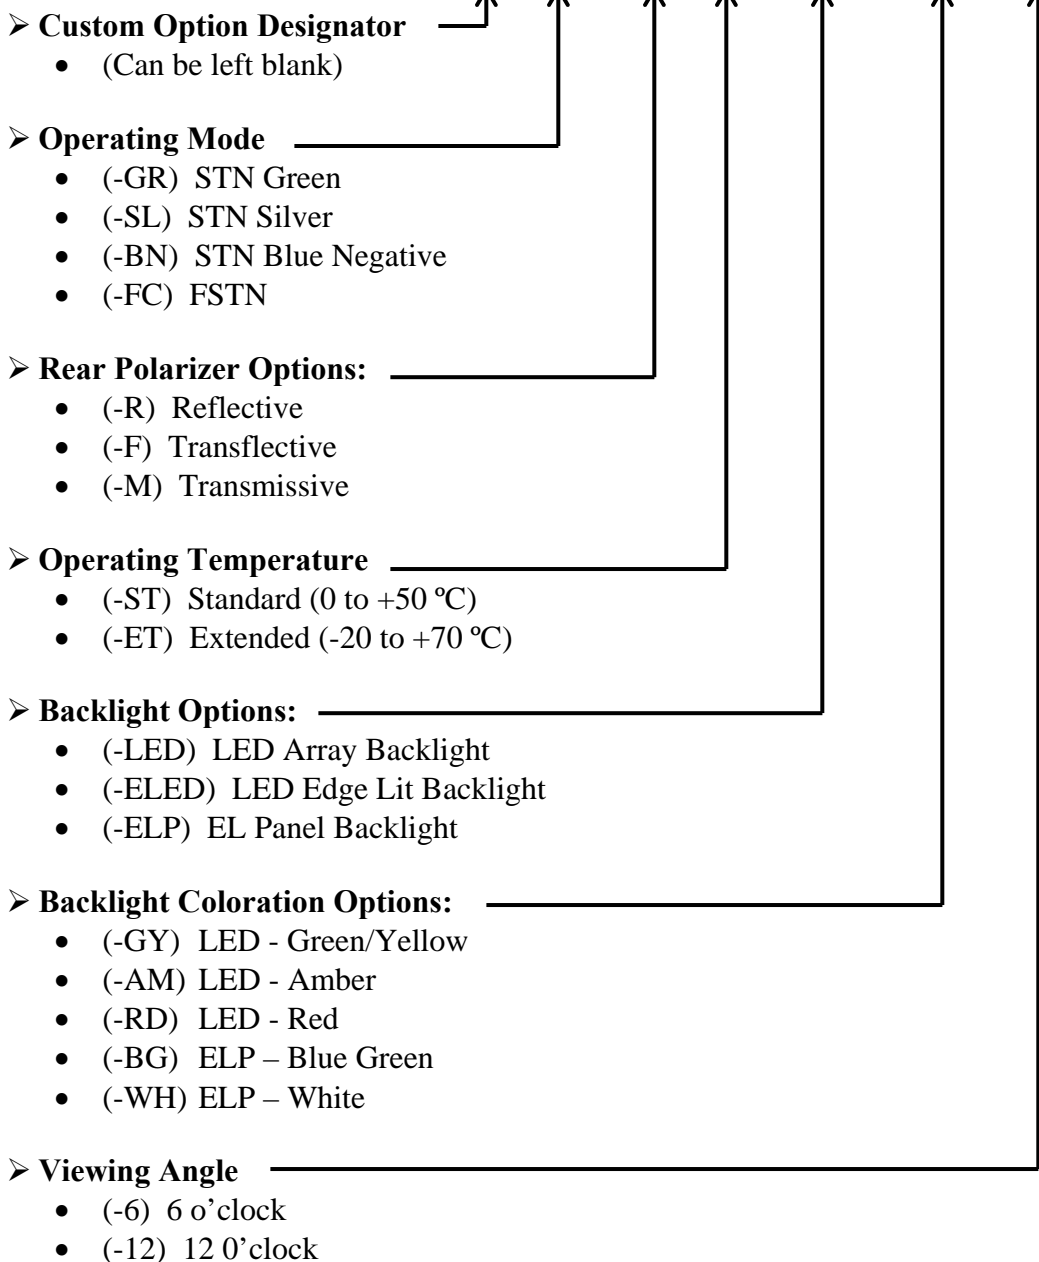 ➢ Custom Option Designator
• (Can be left blank)
➢ Operating Mode
• (-GR) STN Green
• (-SL) STN Silver
• (-BN) STN Blue Negative
• (-FC) FSTN
➢ Rear Polarizer Options:
• (-R) Reflective
• (-F) Transflective
• (-M) Transmissive
➢ Operating Temperature
• (-ST) Standard (0 to +50 ºC)
• (-ET) Extended (-20 to +70 ºC)
➢ Backlight Options:
• (-LED) LED Array Backlight
• (-ELED) LED Edge Lit Backlight
• (-ELP) EL Panel Backlight
➢ Backlight Coloration Options:
• (-GY) LED - Green/Yellow
• (-AM) LED - Amber
• (-RD) LED - Red
• (-BG) ELP – Blue Green
• (-WH) ELP – White
➢ Viewing Angle
• (-6) 6 o’clock
• (-12) 12 0’clock